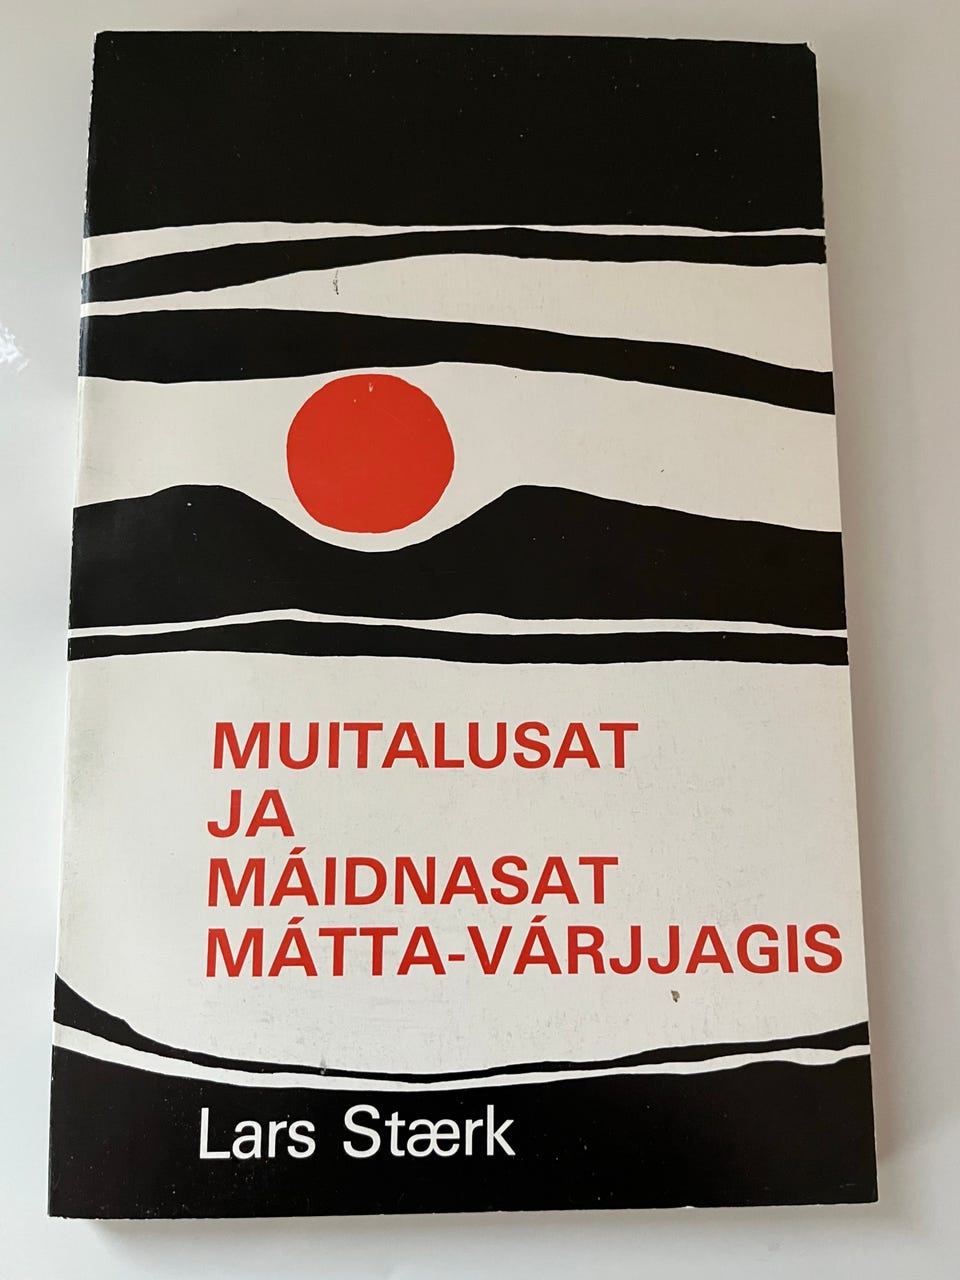 MUITALUSAT
JA
MÁIDNASAT
MÁTTA-VÁRJJAGIS
Lars Stærk